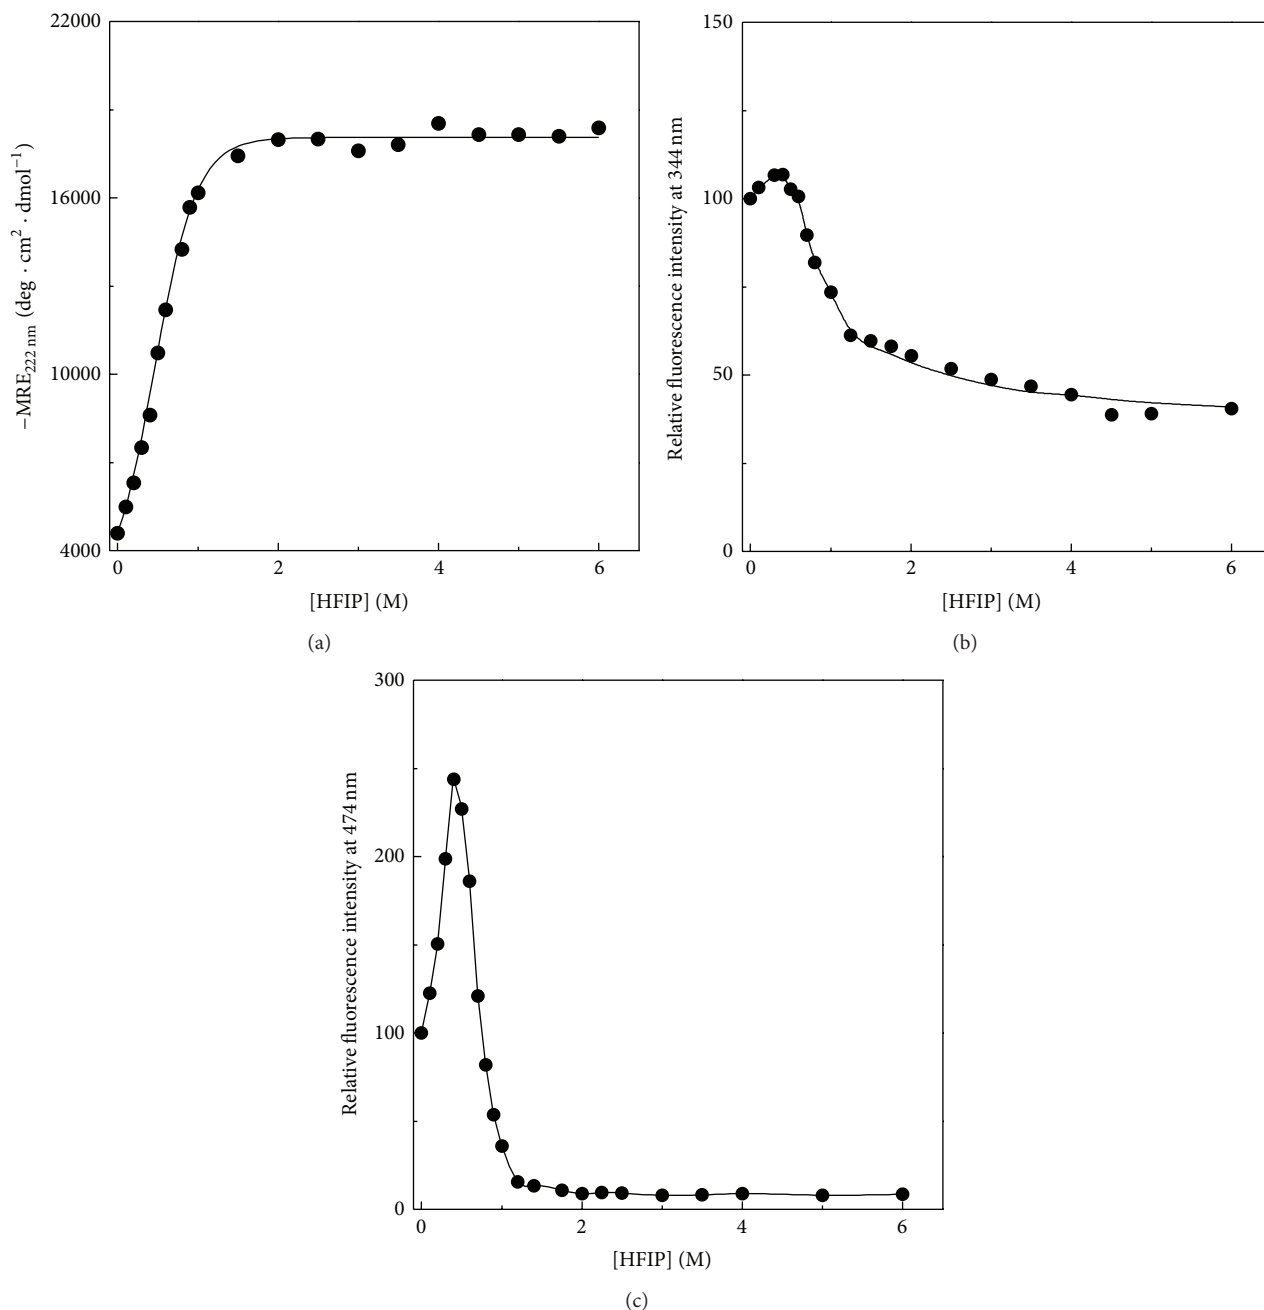 22000
16000
10000
4000
−MRE222 nm (deg · cm² · dmol⁻¹)
0 2 4 6
[HFIP] (M)
(a)
150
100
50
0
Relative fluorescence intensity at 344 nm
0 2 4 6
[HFIP] (M)
(b)
300
200
100
0
Relative fluorescence intensity at 474 nm
0 2 4 6
[HFIP] (M)
(c)